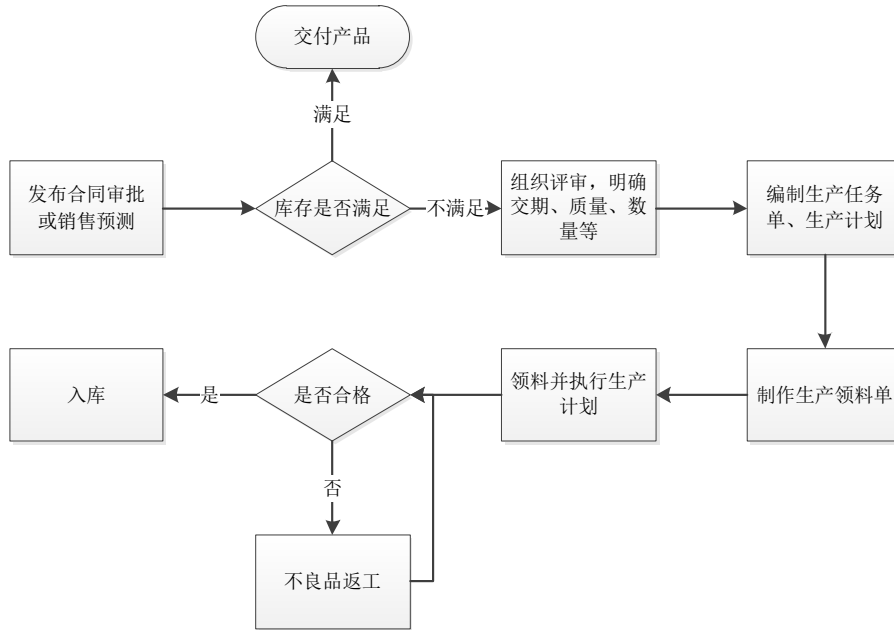 交付产品
满足
发布合同审批
或销售预测
库存是否满足
不满足
组织评审，明确
交期、质量、数
量等
编制生产任务
单、生产计划
入库
是
是否合格
领料并执行生产
计划
制作生产领料单
否
不良品返工